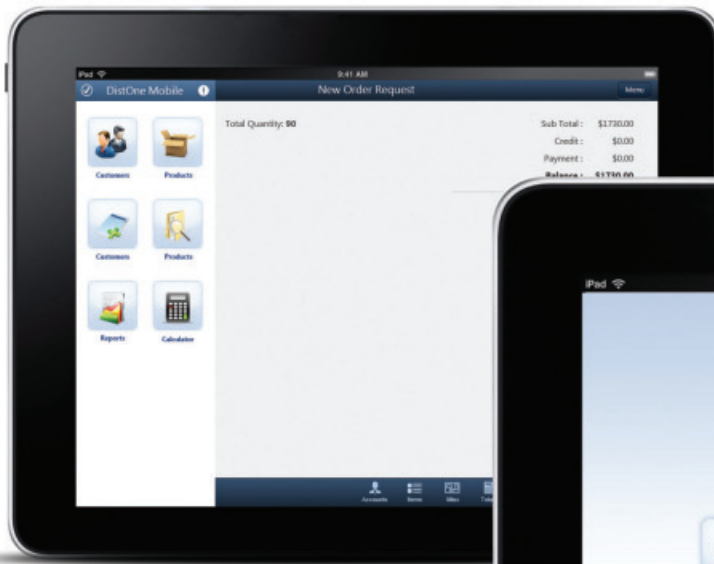 iPad 9:41 AM
DistOne Mobile
New Order Request
Menu
Customers
Products
Customers
Products
Reports
Calculator
Total Quantity: 90
Sub Total : $1730.00
Credit : $0.00
Payment : $0.00
Balance : $1730.00
Accounts
Items
Misc
iPad